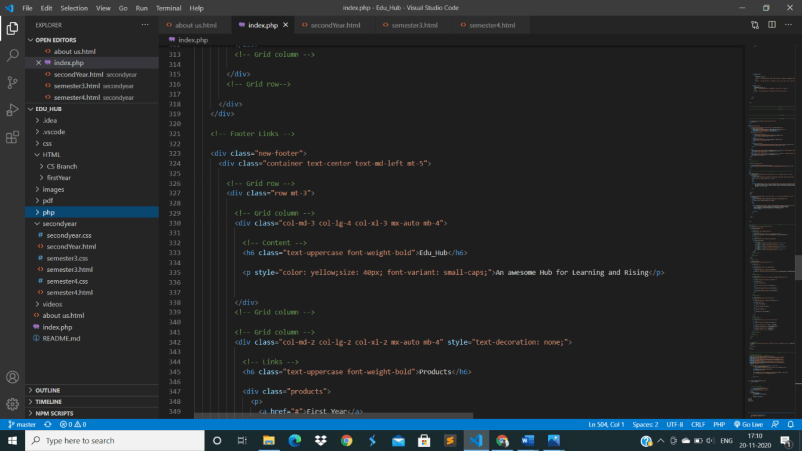 File Edit Selection View Go Run Terminal Help
index.php - Edu_Hub - Visual Studio Code
EXPLORER
OPEN EDITORS
about us.html
index.php
secondYear.html secondyear
semester3.html secondyear
semester4.html secondyear
EDU_HUB
.idea
.vscode
css
HTML
CS Branch
firstYear
images
pdf
php
secondyear
secondyear.css
secondYear.html
semester3.css
semester3.html
semester4.css
semester4.html
videos
about us.html
index.php
README.md
OUTLINE
TIMELINE
NPM SCRIPTS
about us.html index.php secondYear.html semester3.html semester4.html
index.php
313 <!-- Grid column -->
314
315 </div>
316 <!-- Grid row-->
317
318 </div>
319 </div>
320
321 <!-- Footer Links -->
322
323 <div class="new-footer">
324 <div class="container text-center text-md-left mt-5">
325
326 <!-- Grid row -->
327 <div class="row mt-3">
328
329 <!-- Grid column -->
330 <div class="col-md-3 col-lg-4 col-xl-3 mx-auto mb-4">
331
332 <!-- Content -->
333 <h6 class="text-uppercase font-weight-bold">Edu_Hub</h6>
334
335 <p style="color: yellow;size: 40px; font-variant: small-caps;">An awesome Hub for Learning and Rising</p>
336
337
338 </div>
339 <!-- Grid column -->
340
341 <!-- Grid column -->
342 <div class="col-md-2 col-lg-2 col-xl-2 mx-auto mb-4" style="text-decoration: none;">
343
344 <!-- Links -->
345 <h6 class="text-uppercase font-weight-bold">Products</h6>
346
347 <div class="products">
348 <p>
349 <a href="#">First Year</a>
master 0 0 Ln 504, Col 1 Spaces: 2 UTF-8 CRLF PHP Go Live
Type here to search
ENG
17:10
20-11-2020